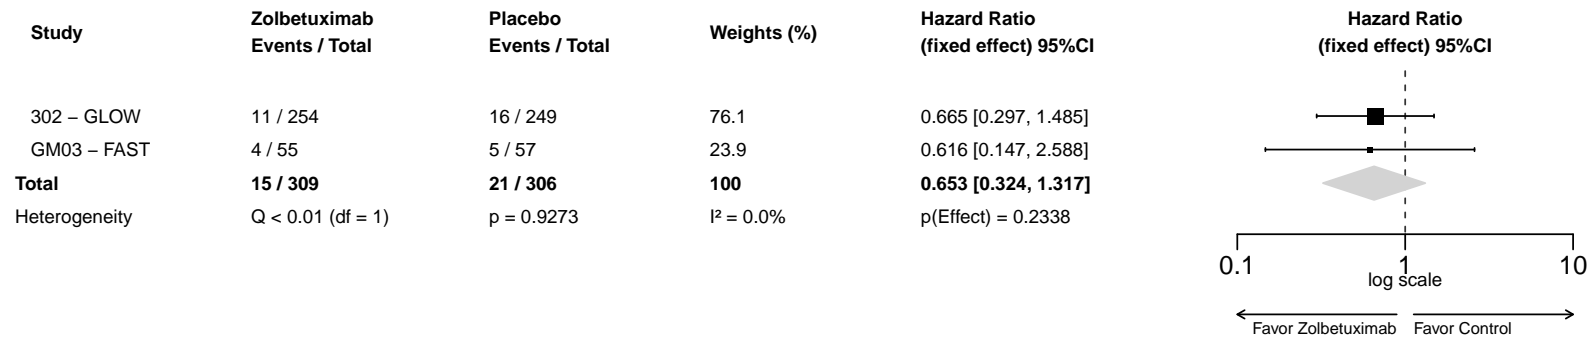 Study Zolbetuximab Events / Total Placebo Events / Total Weights (%) Hazard Ratio (fixed effect) 95%CI Hazard Ratio (fixed effect) 95%CI
302 – GLOW 11 / 254 16 / 249 76.1 0.665 [0.297, 1.485]
GM03 – FAST 4 / 55 5 / 57 23.9 0.616 [0.147, 2.588]
Total 15 / 309 21 / 306 100 0.653 [0.324, 1.317]
Heterogeneity Q < 0.01 (df = 1) p = 0.9273 I² = 0.0% p(Effect) = 0.2338
0.1 1 10
log scale
Favor Zolbetuximab Favor Control